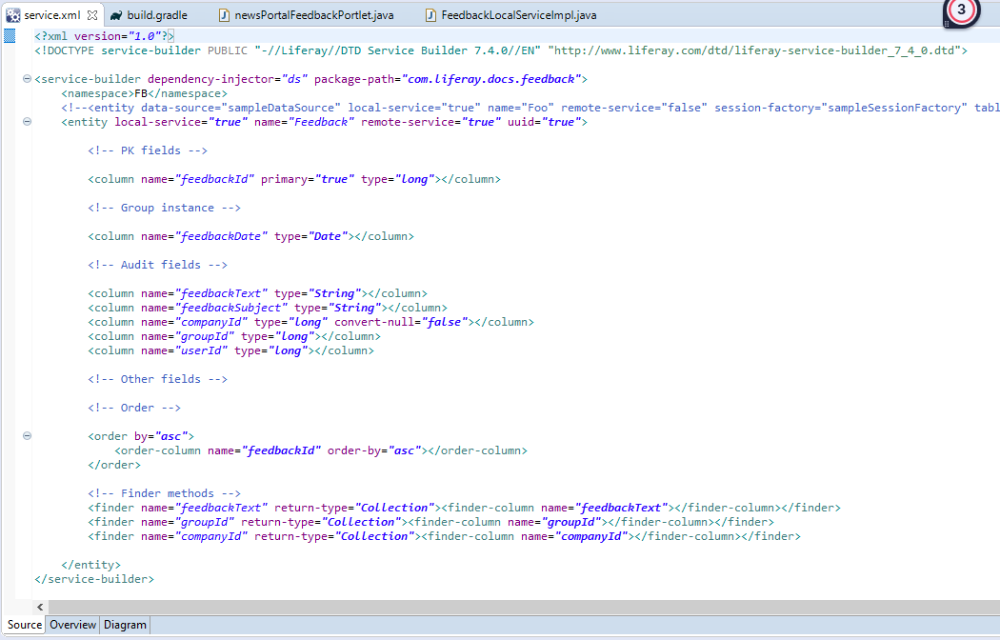 service.xml build.gradle newsPortalFeedbackPortlet.java FeedbackLocalServiceImpl.java 3
<?xml version="1.0"?>
<!DOCTYPE service-builder PUBLIC "-//Liferay//DTD Service Builder 7.4.0//EN" "http://www.liferay.com/dtd/liferay-service-builder_7_4_0.dtd">
<service-builder dependency-injector="ds" package-path="com.liferay.docs.feedback">
<namespace>FB</namespace>
<!--<entity data-source="sampleDataSource" local-service="true" name="Foo" remote-service="false" session-factory="sampleSessionFactory" tabl
<entity local-service="true" name="Feedback" remote-service="true" uuid="true">
<!-- PK fields -->
<column name="feedbackId" primary="true" type="long"></column>
<!-- Group instance -->
<column name="feedbackDate" type="Date"></column>
<!-- Audit fields -->
<column name="feedbackText" type="String"></column>
<column name="feedbackSubject" type="String"></column>
<column name="companyId" type="long" convert-null="false"></column>
<column name="groupId" type="long"></column>
<column name="userId" type="long"></column>
<!-- Other fields -->
<!-- Order -->
<order by="asc">
<order-column name="feedbackId" order-by="asc"></order-column>
</order>
<!-- Finder methods -->
<finder name="feedbackText" return-type="Collection"><finder-column name="feedbackText"></finder-column></finder>
<finder name="groupId" return-type="Collection"><finder-column name="groupId"></finder-column></finder>
<finder name="companyId" return-type="Collection"><finder-column name="companyId"></finder-column></finder>
</entity>
</service-builder>
Source Overview Diagram